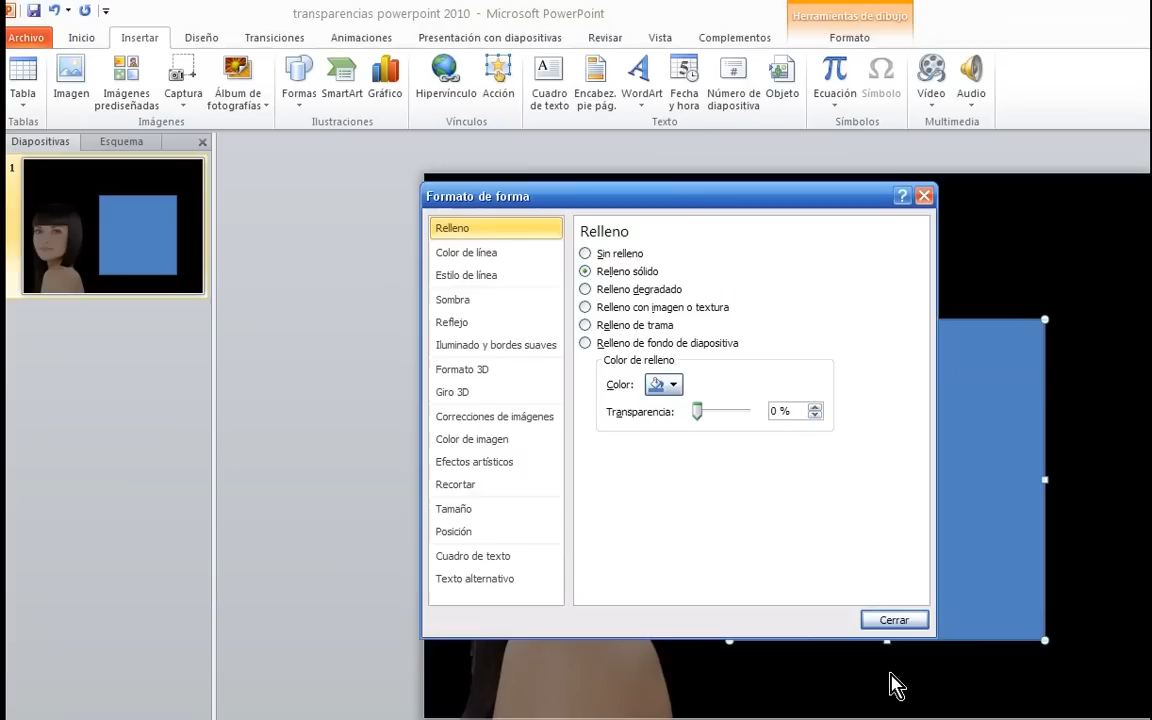 transparencias powerpoint 2010 - Microsoft PowerPoint
Herramientas de dibujo
Archivo Inicio Insertar Diseño Transiciones Animaciones Presentación con diapositivas Revisar Vista Complementos Formato
Tabla Imagen Imágenes prediseñadas Captura Álbum de fotografías Formas SmartArt Gráfico Hipervínculo Acción Cuadro de texto Encabez. pie pág. WordArt Fecha y hora Número de diapositiva Objeto Ecuación Símbolo Vídeo Audio
Tablas Imágenes Ilustraciones Vínculos Texto Símbolos Multimedia
Diapositivas Esquema
1
Formato de forma
Relleno
Color de línea
Estilo de línea
Sombra
Reflejo
Iluminado y bordes suaves
Formato 3D
Giro 3D
Correcciones de imágenes
Color de imagen
Efectos artísticos
Recortar
Tamaño
Posición
Cuadro de texto
Texto alternativo
Relleno
Sin relleno
Relleno sólido
Relleno degradado
Relleno con imagen o textura
Relleno de trama
Relleno de fondo de diapositiva
Color de relleno
Color:
Transparencia: 0 %
Cerrar